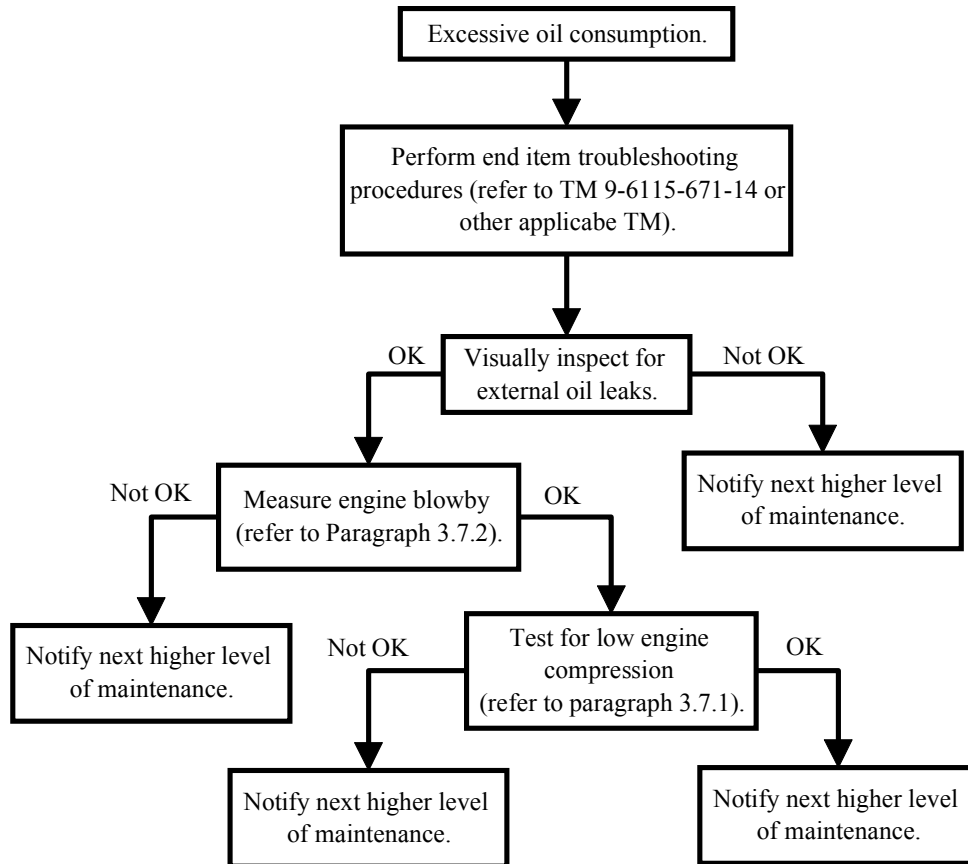 Excessive oil consumption.
Perform end item troubleshooting
procedures (refer to TM 9-6115-671-14 or
other applicabe TM).
OK
Visually inspect for
external oil leaks.
Not OK
Notify next higher level
of maintenance.
Not OK
Measure engine blowby
(refer to Paragraph 3.7.2).
OK
Notify next higher level
of maintenance.
Not OK
Test for low engine
compression
(refer to paragraph 3.7.1).
OK
Notify next higher level
of maintenance.
Notify next higher level
of maintenance.